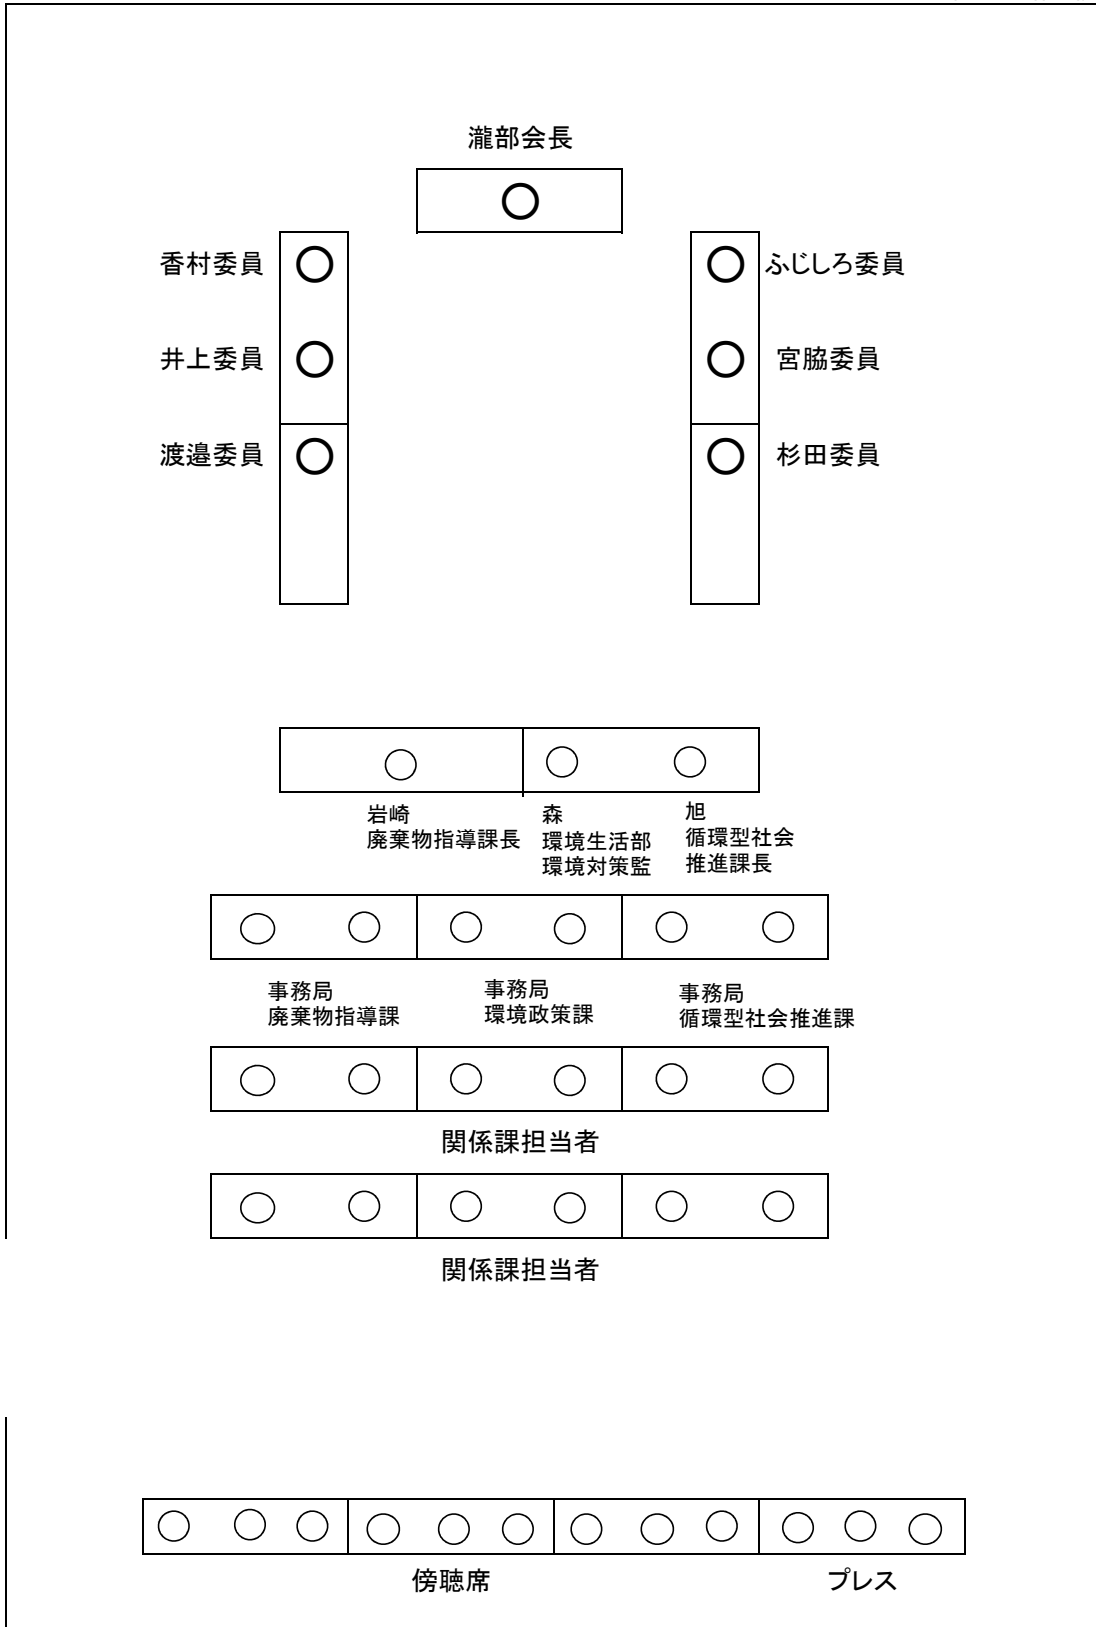 瀧部会長
香村委員
ふじしろ委員
井上委員
宮脇委員
渡邉委員
杉田委員
岩崎
廃棄物指導課長
森
環境生活部
環境対策監
旭
循環型社会
推進課長
事務局
廃棄物指導課
事務局
環境政策課
事務局
循環型社会推進課
関係課担当者
関係課担当者
傍聴席
プレス